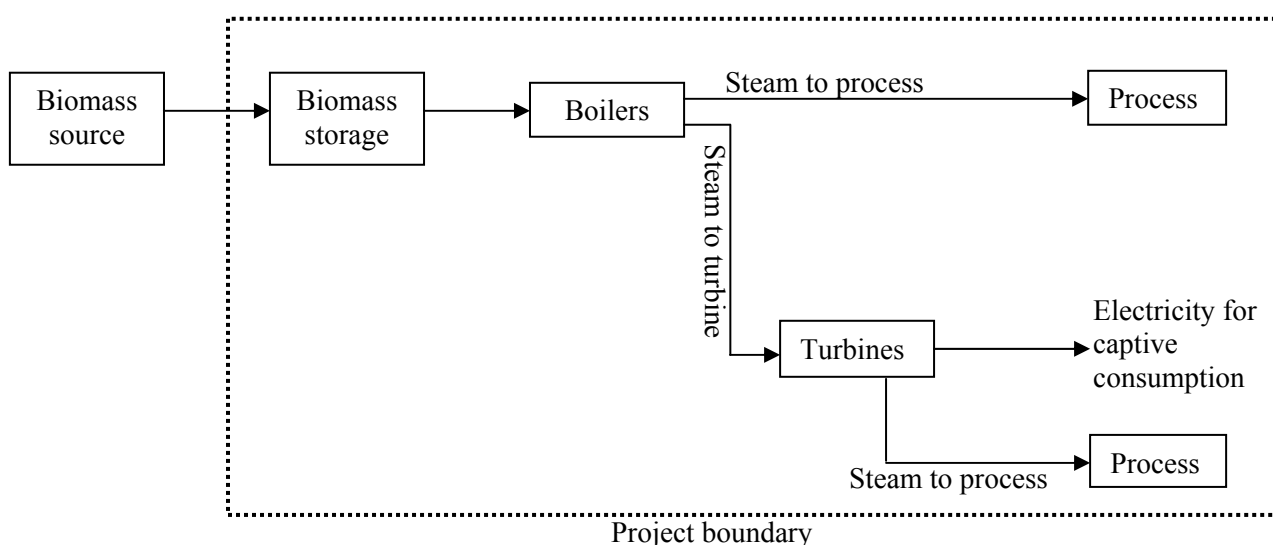 Steam to process
Biomass
source
Biomass
storage
Boilers
Process
Steam to turbine
Turbines
Electricity for
captive
consumption
Process
Steam to process
Project boundary